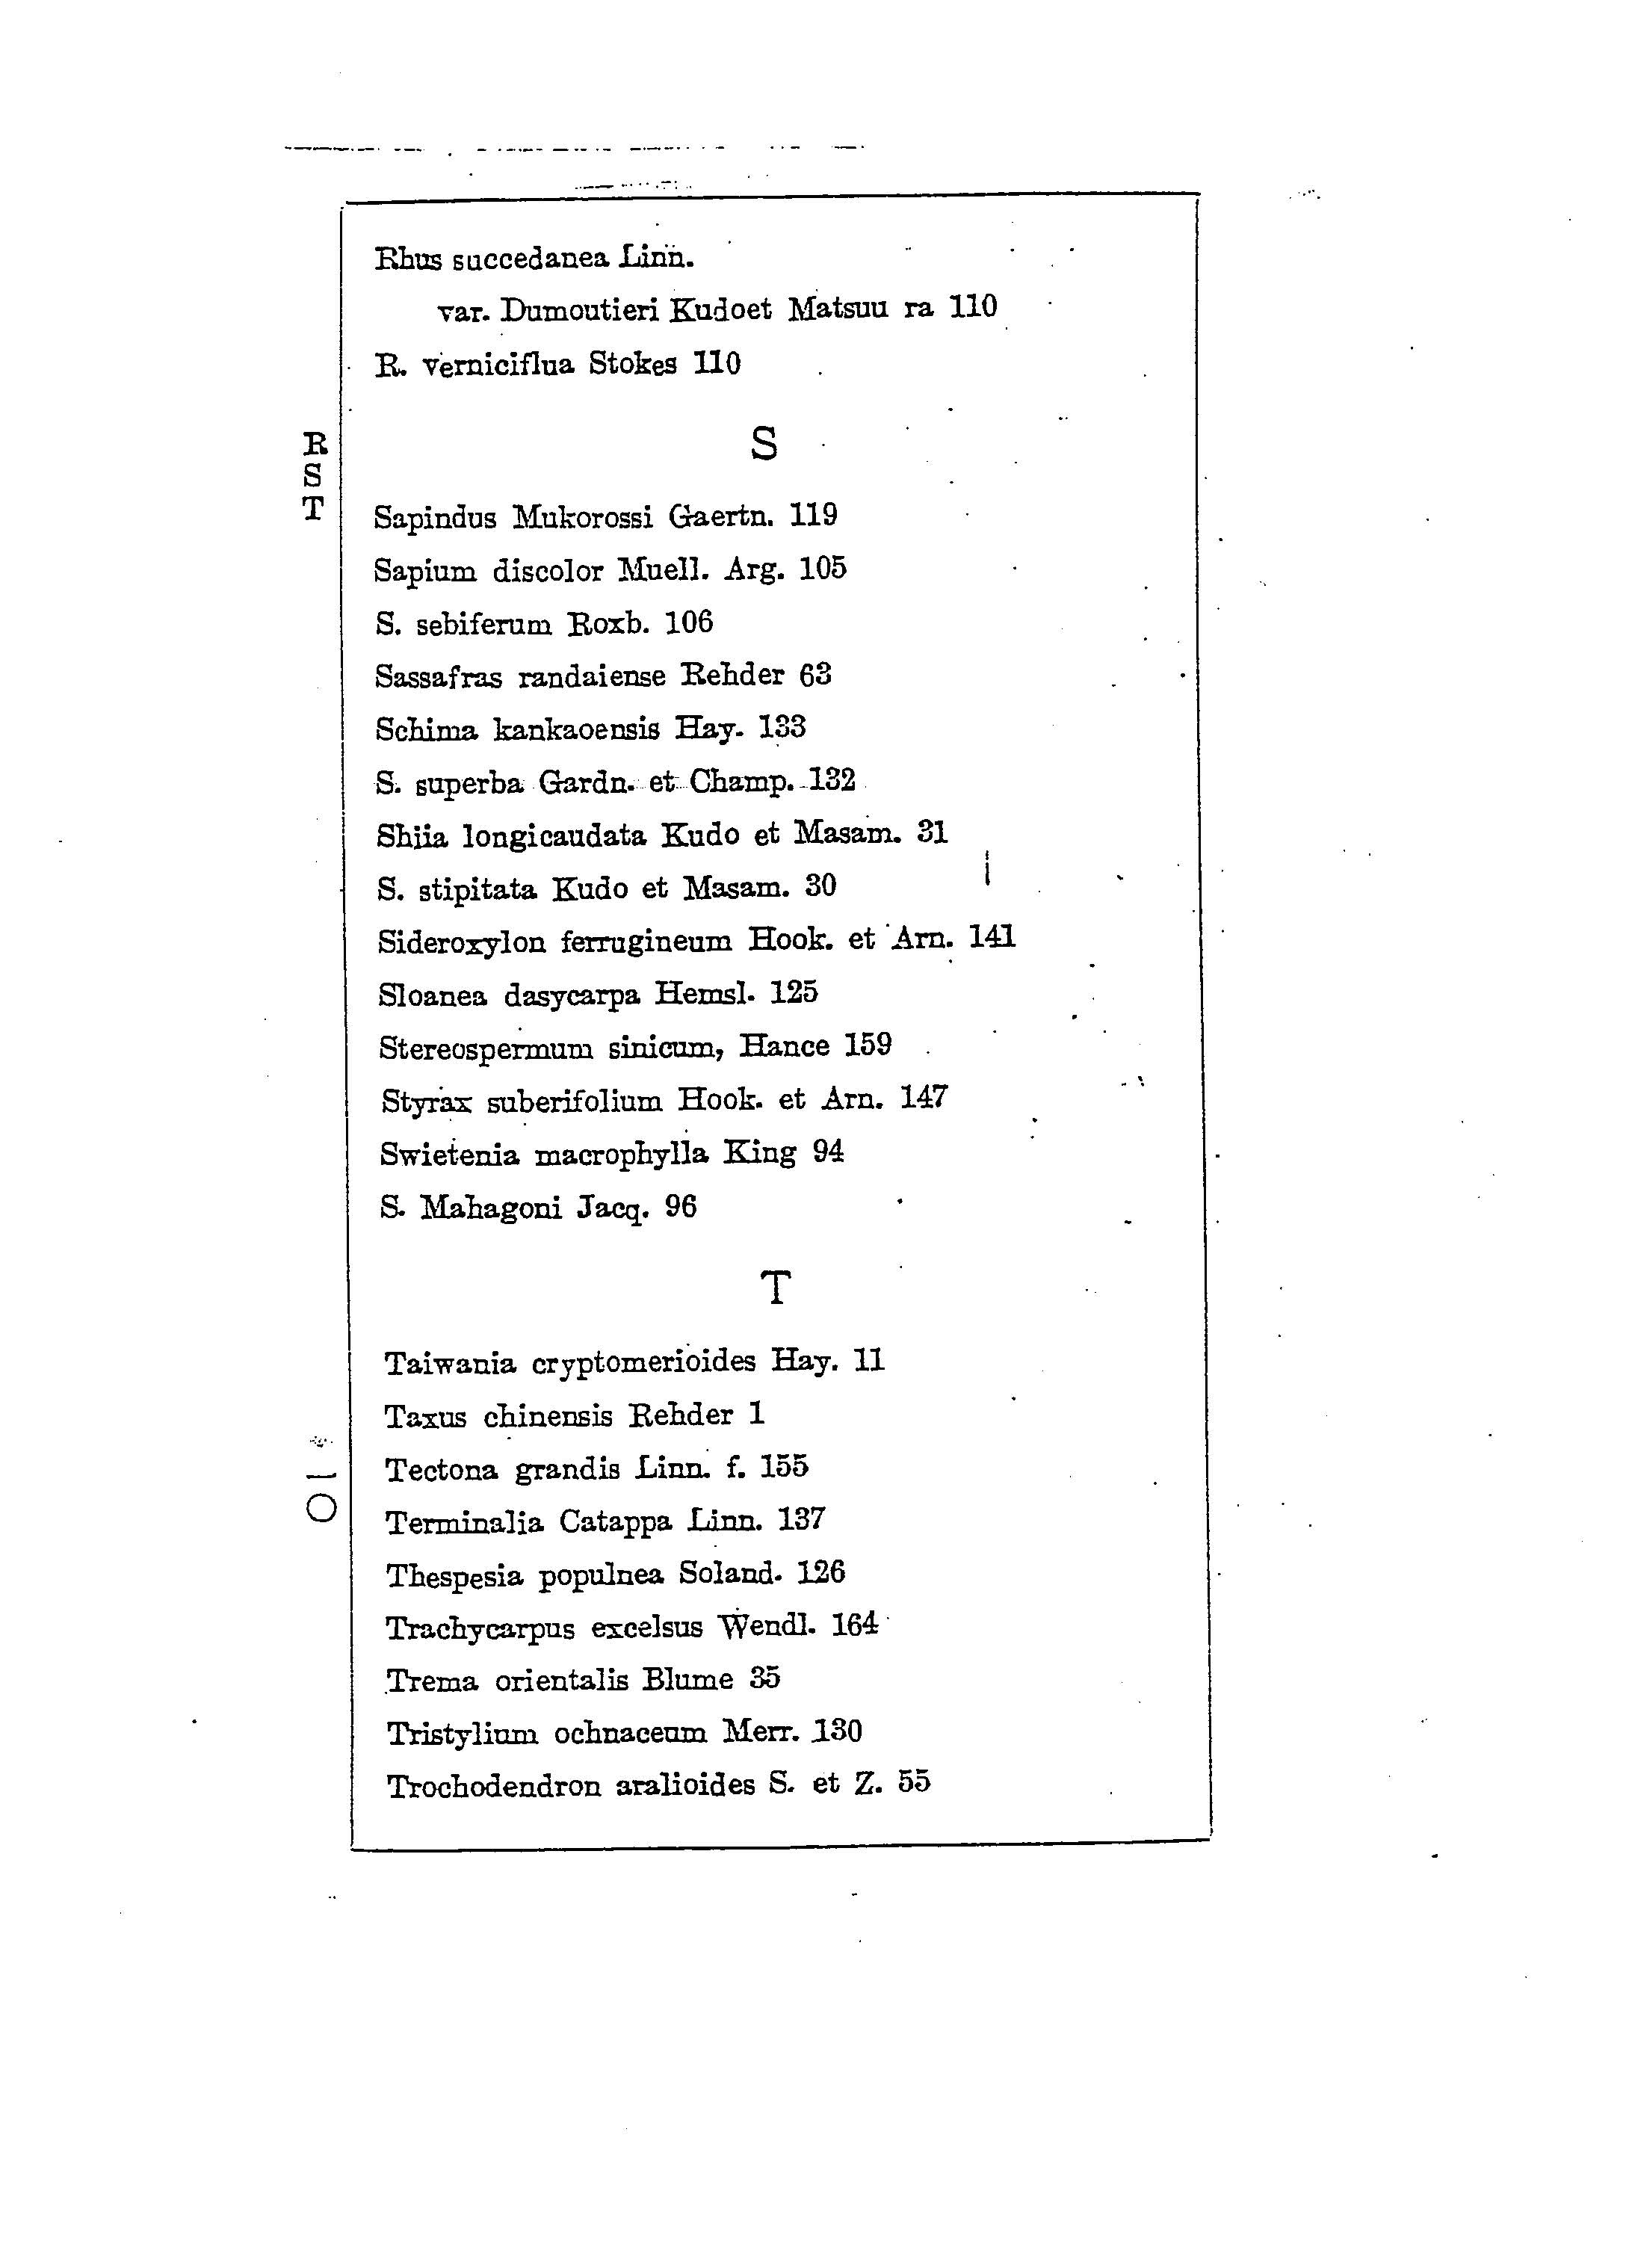 Rhus succedanea Linn.
var. Dumoutieri Kudoet Matsuu ra 110
R. verniciflua Stokes 110
R
S
T
S
Sapindus Mukorossi Gaertn. 119
Sapium discolor Muell. Arg. 105
S. sebiferum Roxb. 106
Sassafras randaiense Rehder 63
Schima kankaoensis Hay. 133
S. superba Gardn. et Champ. 132
Shiia longicaudata Kudo et Masam. 31
S. stipitata Kudo et Masam. 30
Sideroxylon ferrugineum Hook. et Arn. 141
Sloanea dasycarpa Hemsl. 125
Stereospermum sinicum, Hance 159
Styrax suberifolium Hook. et Arn. 147
Swietenia macrophylla King 94
S. Mahagoni Jacq. 96
T
Taiwania cryptomerioides Hay. 11
Taxus chinensis Rehder 1
Tectona grandis Linn. f. 155
Terminalia Catappa Linn. 137
Thespesia populnea Soland. 126
Trachycarpus excelsus Wendl. 164
Trema orientalis Blume 35
Tristylium ochnaceum Merr. 130
Trochodendron aralioides S. et Z. 55